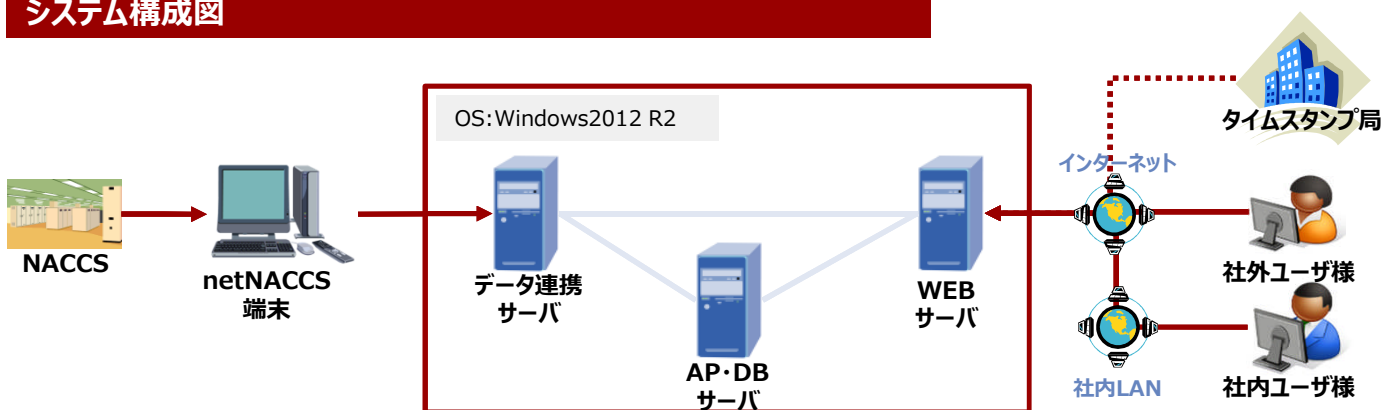 システム構成図
OS:Windows2012 R2
タイムスタンプ局
インターネット
NACCS
netNACCS
端末
データ連携
サーバ
AP・DB
サーバ
WEB
サーバ
社外ユーザ様
社内LAN
社内ユーザ様